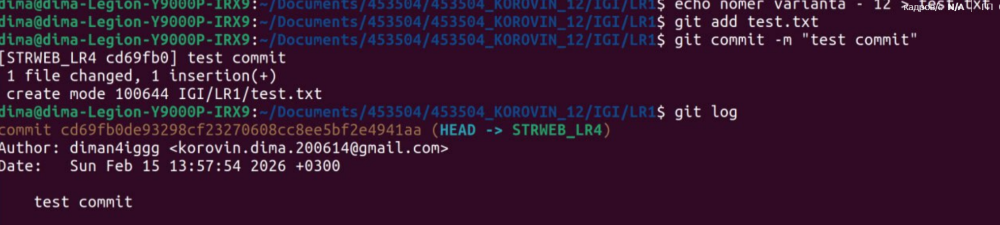 dima@dima-Legion-Y9000P-IRX9:~/Documents/453504/453504_KOROVIN_12/IGI/LR1$ echo nomer varianta - 12 > test.txt
кадров/с N/A | ГП
dima@dima-Legion-Y9000P-IRX9:~/Documents/453504/453504_KOROVIN_12/IGI/LR1$ git add test.txt
dima@dima-Legion-Y9000P-IRX9:~/Documents/453504/453504_KOROVIN_12/IGI/LR1$ git commit -m "test commit"
[STRWEB_LR4 cd69fb0] test commit
1 file changed, 1 insertion(+)
create mode 100644 IGI/LR1/test.txt
dima@dima-Legion-Y9000P-IRX9:~/Documents/453504/453504_KOROVIN_12/IGI/LR1$ git log
commit cd69fb0de93298cf23270608cc8ee5bf2e4941aa (HEAD -> STRWEB_LR4)
Author: diman4iggg <korovin.dima.200614@gmail.com>
Date:   Sun Feb 15 13:57:54 2026 +0300
test commit